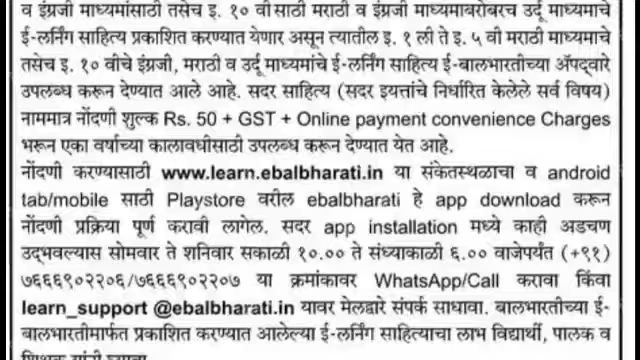 व इंग्रजी माध्यमांसाठी तसेच इ. १० वी साठी मराठी व इंग्रजी माध्यमाबरोबरच उर्दू माध्यमाचे
ई-लर्निंग साहित्य प्रकाशित करण्यात येणार असून त्यातील इ. १ ली ते इ. ५ वी मराठी माध्यमाचे
तसेच इ. १० वीचे इंग्रजी, मराठी व उर्दू माध्यमांचे ई-लर्निंग साहित्य ई-बालभारतीच्या ॲपद्वारे
उपलब्ध करून देण्यात आले आहे. सदर साहित्य (सदर इयत्तांचे निर्धारित केलेले सर्व विषय)
नाममात्र नोंदणी शुल्क Rs. 50 + GST + Online payment convenience Charges
भरून एका वर्षाच्या कालावधीसाठी उपलब्ध करून देण्यात येत आहे.
नोंदणी करण्यासाठी www.learn.ebalbharati.in या संकेतस्थळाचा व android
tab/mobile साठी Playstore वरील ebalbharati हे app download करून
नोंदणी प्रक्रिया पूर्ण करावी लागेल. सदर app installation मध्ये काही अडचण
उद्‌भवल्यास सोमवार ते शनिवार सकाळी १०.०० ते संध्याकाळी ६.०० वाजेपर्यंत (+९१)
७६६६९०२२०६/७६६६९०२२०७ या क्रमांकावर WhatsApp/Call करावा किंवा
learn_support @ebalbharati.in यावर मेलद्वारे संपर्क साधावा. बालभारतीच्या ई-
बालभारतीमार्फत प्रकाशित करण्यात आलेल्या ई-लर्निंग साहित्याचा लाभ विद्यार्थी, पालक व